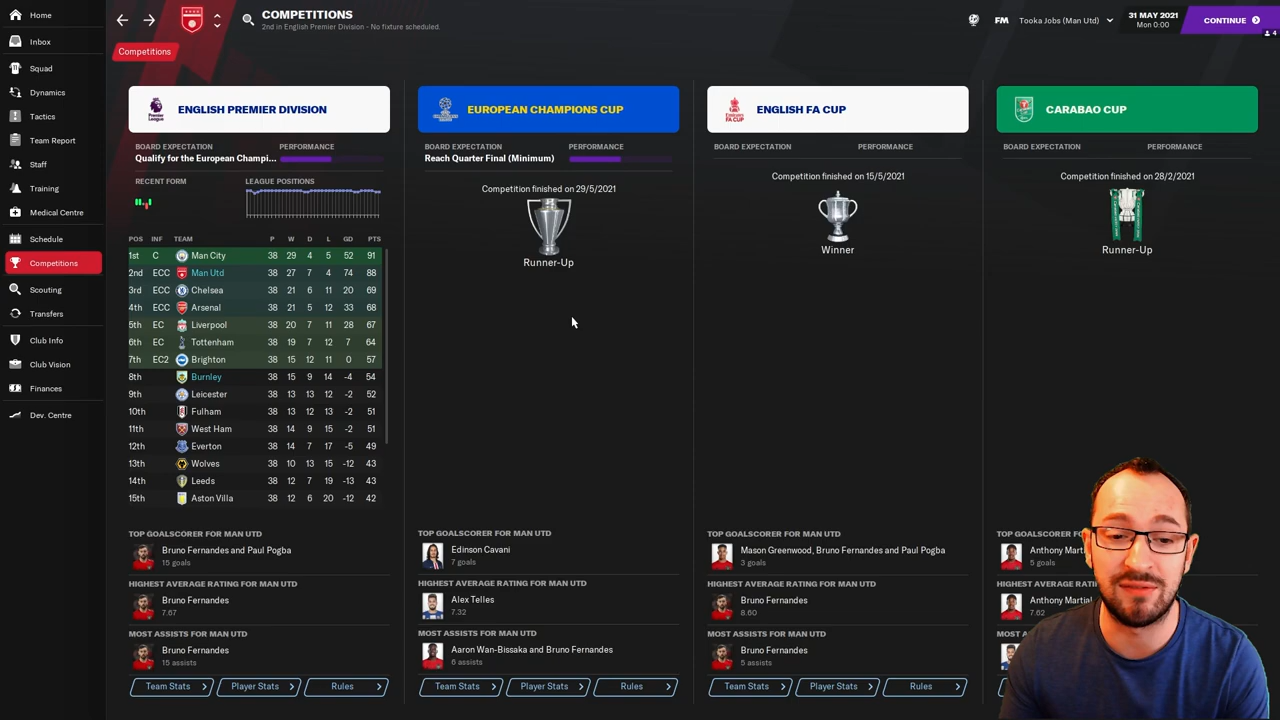 Home
Inbox
Squad
Dynamics
Tactics
Team Report
Staff
Training
Medical Centre
Schedule
Competitions
Scouting
Transfers
Club Info
Club Vision
Finances
Dev. Centre
COMPETITIONS
2nd in English Premier Division - No fixture scheduled.
FM
Tooka Jobs (Man Utd)
31 MAY 2021
Mon 0:00
CONTINUE
4
Competitions
ENGLISH PREMIER DIVISION
BOARD EXPECTATION PERFORMANCE
Qualify for the European Champi...
RECENT FORM LEAGUE POSITIONS
POS INF TEAM P W D L GD PTS
1st C Man City 38 29 4 5 52 91
2nd ECC Man Utd 38 27 7 4 74 88
3rd ECC Chelsea 38 21 6 11 20 69
4th ECC Arsenal 38 21 5 12 33 68
5th EC Liverpool 38 20 7 11 28 67
6th EC Tottenham 38 19 7 12 7 64
7th EC2 Brighton 38 15 12 11 0 57
8th Burnley 38 15 9 14 -4 54
9th Leicester 38 13 13 12 -2 52
10th Fulham 38 13 12 13 -2 51
11th West Ham 38 14 9 15 -2 51
12th Everton 38 14 7 17 -5 49
13th Wolves 38 10 13 15 -12 43
14th Leeds 38 12 7 19 -13 43
15th Aston Villa 38 12 6 20 -12 42
TOP GOALSCORER FOR MAN UTD
Bruno Fernandes and Paul Pogba
15 goals
HIGHEST AVERAGE RATING FOR MAN UTD
Bruno Fernandes
7.67
MOST ASSISTS FOR MAN UTD
Bruno Fernandes
15 assists
Team Stats Player Stats Rules
EUROPEAN CHAMPIONS CUP
BOARD EXPECTATION PERFORMANCE
Reach Quarter Final (Minimum)
Competition finished on 29/5/2021
Runner-Up
TOP GOALSCORER FOR MAN UTD
Edinson Cavani
7 goals
HIGHEST AVERAGE RATING FOR MAN UTD
Alex Telles
7.32
MOST ASSISTS FOR MAN UTD
Aaron Wan-Bissaka and Bruno Fernandes
6 assists
Team Stats Player Stats Rules
ENGLISH FA CUP
BOARD EXPECTATION PERFORMANCE
Competition finished on 15/5/2021
Winner
TOP GOALSCORER FOR MAN UTD
Mason Greenwood, Bruno Fernandes and Paul Pogba
3 goals
HIGHEST AVERAGE RATING FOR MAN UTD
Bruno Fernandes
8.60
MOST ASSISTS FOR MAN UTD
Bruno Fernandes
5 assists
Team Stats Player Stats Rules
CARABAO CUP
BOARD EXPECTATION PERFORMANCE
Competition finished on 28/2/2021
Runner-Up
TOP GOALSCORER FO
Anthony Martial
5 goals
HIGHEST AVERAGE RATI
Anthony Martial
7.62
MOST ASSISTS FOR MA
Team Stats